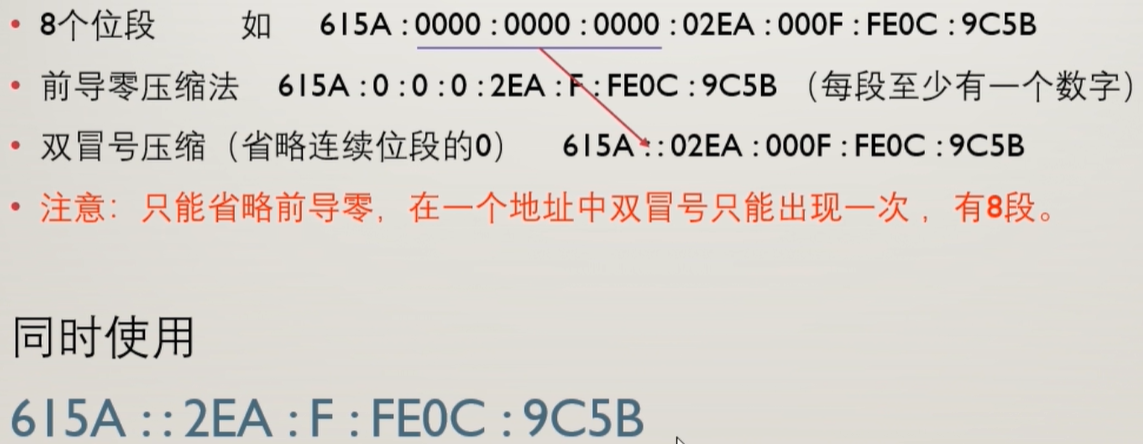 • 8个位段 如 615A : 0000 : 0000 : 0000 : 02EA : 000F : FE0C : 9C5B
• 前导零压缩法 615A : 0 : 0 : 0 : 2EA : F : FE0C : 9C5B （每段至少有一个数字）
• 双冒号压缩（省略连续位段的0） 615A : : 02EA : 000F : FE0C : 9C5B
• 注意：只能省略前导零，在一个地址中双冒号只能出现一次 ，有8段。
同时使用
615A : : 2EA : F : FE0C : 9C5B